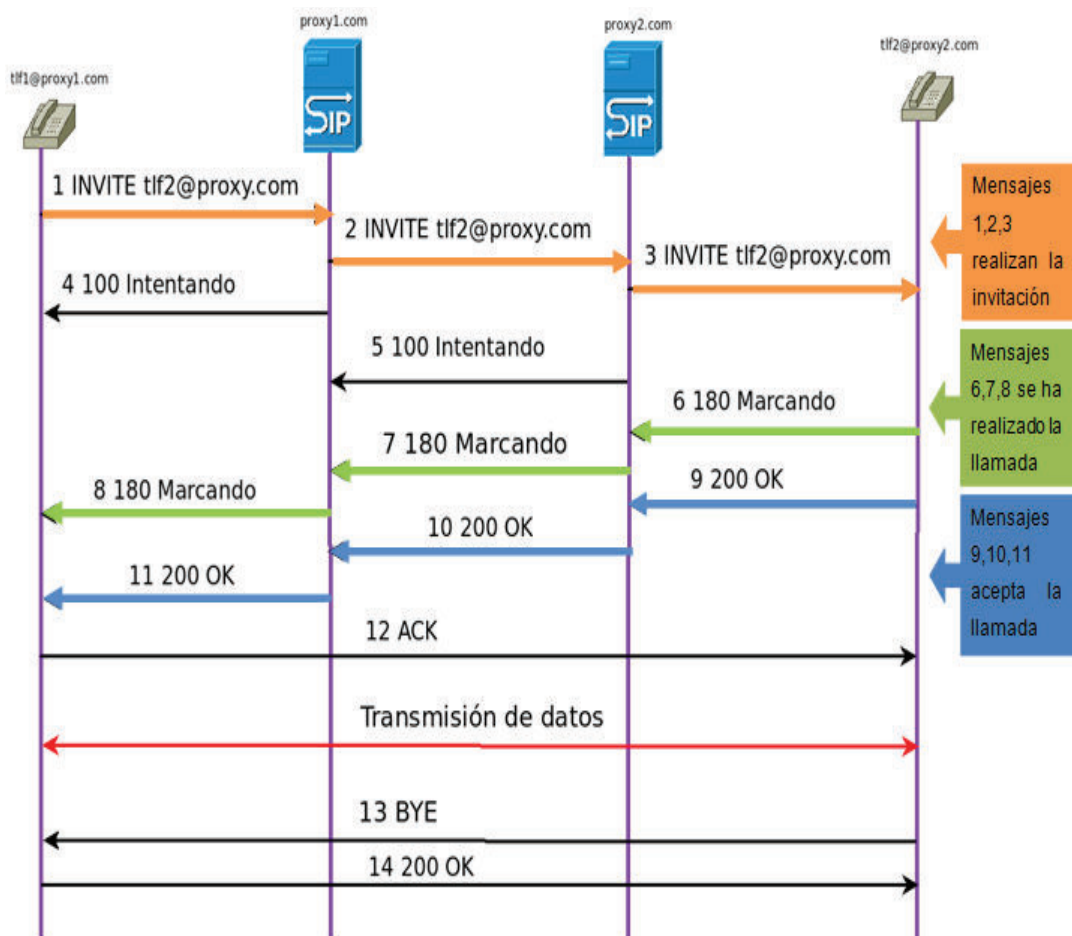 proxy1.com
proxy2.com
tlf2@proxy2.com
tlf1@proxy1.com
SIP
SIP
1 INVITE tlf2@proxy.com
2 INVITE tlf2@proxy.com
3 INVITE tlf2@proxy.com
4 100 Intentando
5 100 Intentando
6 180 Marcando
7 180 Marcando
8 180 Marcando
9 200 OK
10 200 OK
11 200 OK
12 ACK
Transmisión de datos
13 BYE
14 200 OK
Mensajes
1,2,3
realizan la
invitación
Mensajes
6,7,8 se ha
realizado la
llamada
Mensajes
9,10,11
acepta la
llamada